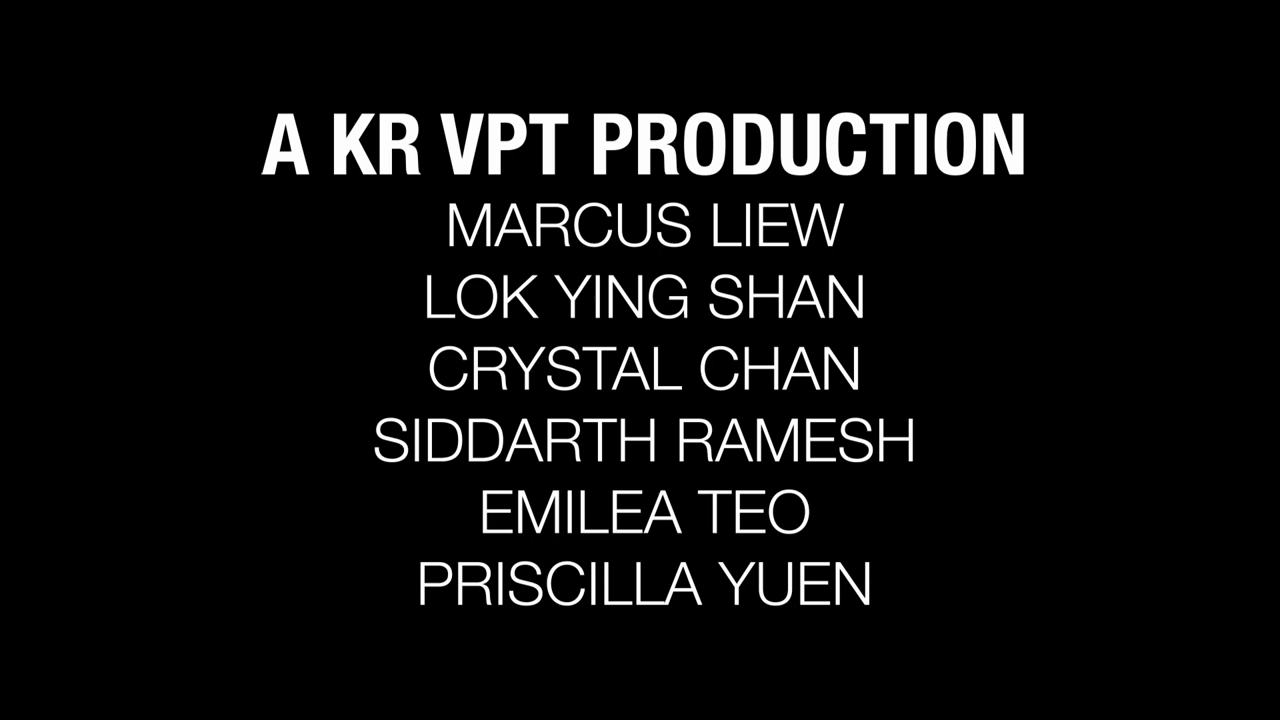 A KR VPT PRODUCTION
MARCUS LIEW
LOK YING SHAN
CRYSTAL CHAN
SIDDARTH RAMESH
EMILEA TEO
PRISCILLA YUEN